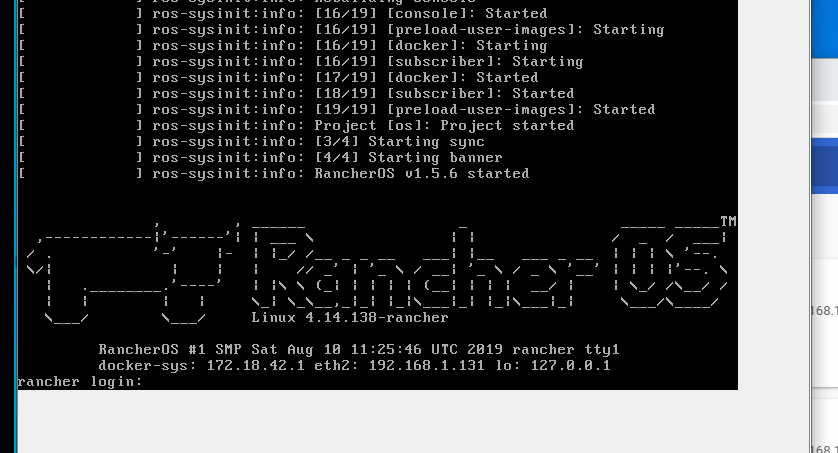 [ ] ros-sysinit:info: [16/19] [console]: Started
[ ] ros-sysinit:info: [16/19] [preload-user-images]: Starting
[ ] ros-sysinit:info: [16/19] [docker]: Starting
[ ] ros-sysinit:info: [16/19] [subscriber]: Starting
[ ] ros-sysinit:info: [17/19] [docker]: Started
[ ] ros-sysinit:info: [18/19] [subscriber]: Started
[ ] ros-sysinit:info: [19/19] [preload-user-images]: Started
[ ] ros-sysinit:info: Project [os]: Project started
[ ] ros-sysinit:info: [3/4] Starting sync
[ ] ros-sysinit:info: [4/4] Starting banner
[ ] ros-sysinit:info: RancherOS v1.5.6 started
RancherOS TM
Linux 4.14.138-rancher
RancherOS #1 SMP Sat Aug 10 11:25:46 UTC 2019 rancher tty1
docker-sys: 172.18.42.1 eth2: 192.168.1.131 lo: 127.0.0.1
rancher login: